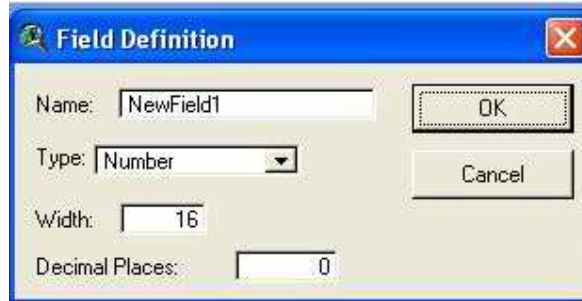 Field Definition
Name: NewField1
OK
Type: Number
Cancel
Width: 16
Decimal Places: 0